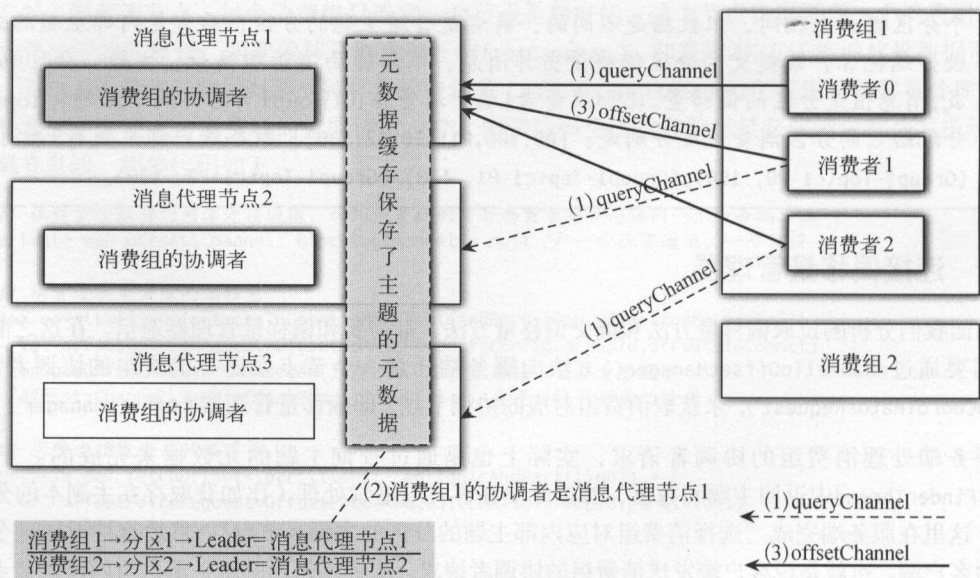 消息代理节点1
消费组的协调者
消息代理节点2
消费组的协调者
消息代理节点3
消费组的协调者
元数据缓存保存了主题的元数据
(1)queryChannel
(3)offsetChannel
(1)queryChannel
(1)queryChannel
消费组1
消费者0
消费者1
消费者2
消费组2
(2)消费组1的协调者是消息代理节点1
消费组1→分区1→Leader=消息代理节点1
消费组2→分区2→Leader=消息代理节点2
(1)queryChannel
(3)offsetChannel